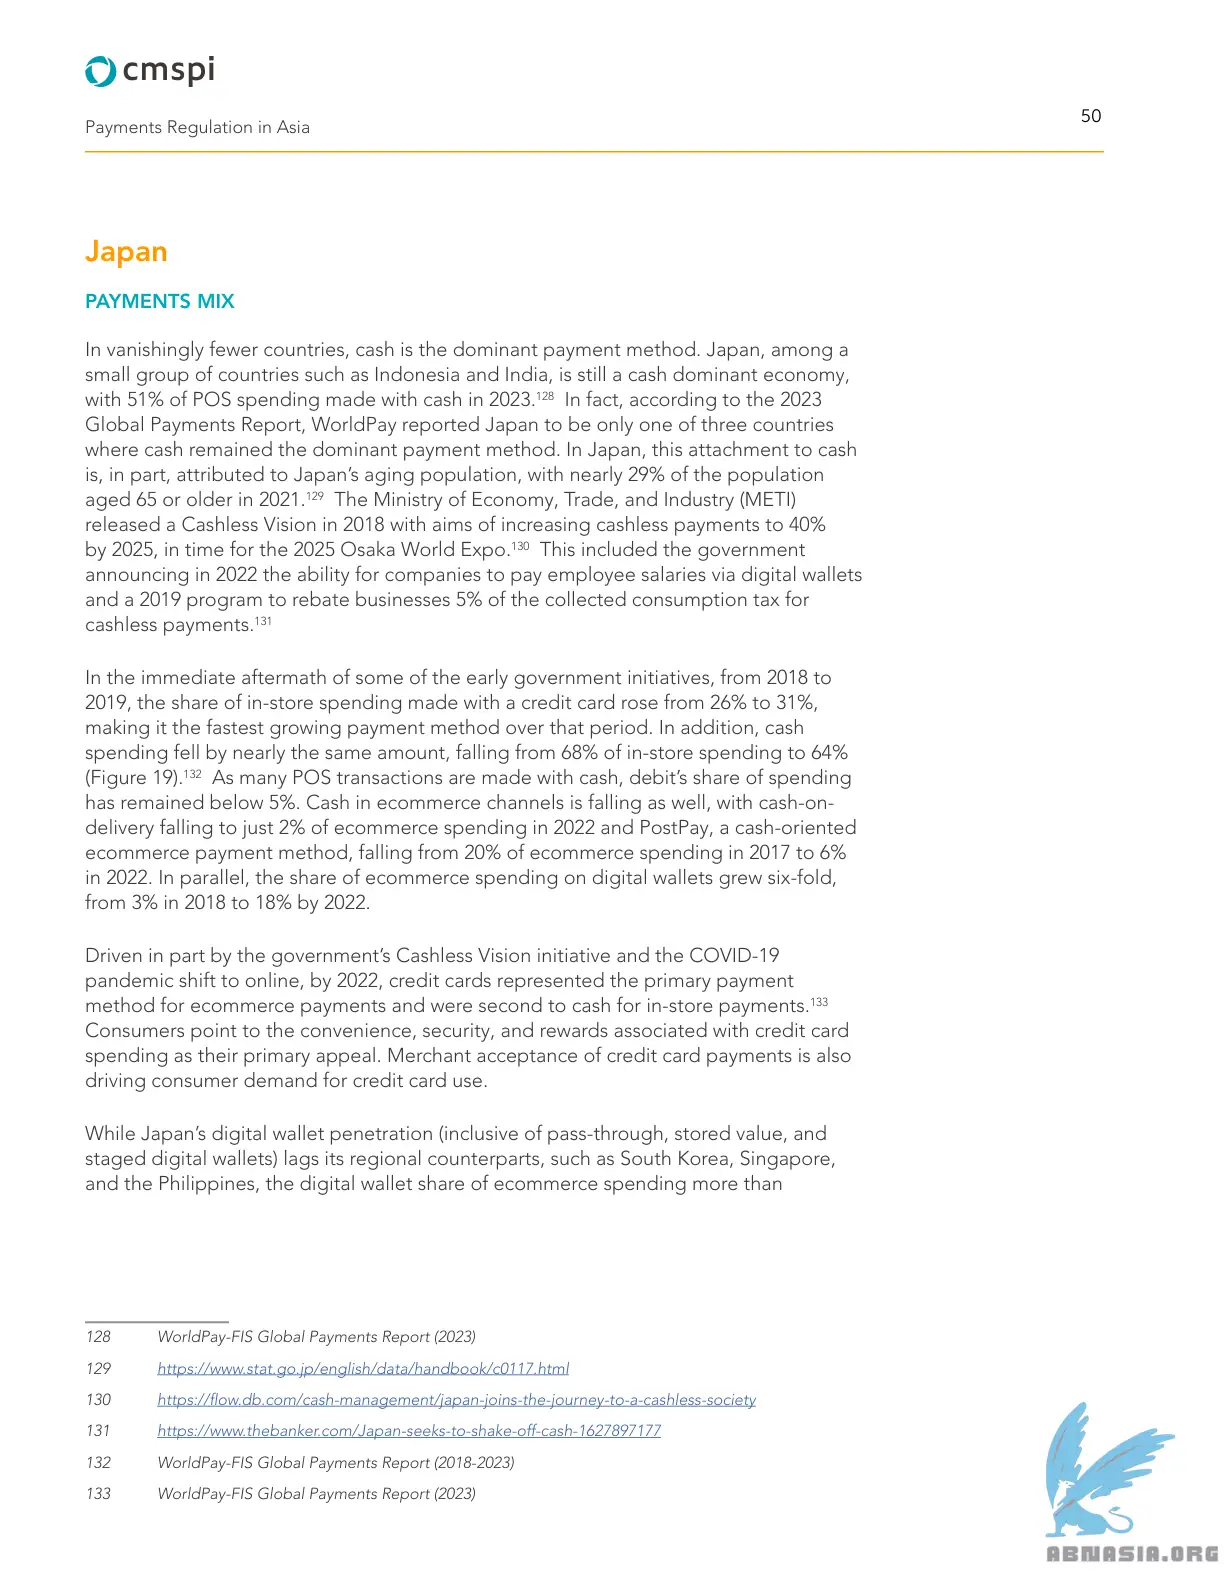 cmspi
Payments Regulation in Asia
50
Japan
PAYMENTS MIX
In vanishingly fewer countries, cash is the dominant payment method. Japan, among a
small group of countries such as Indonesia and India, is still a cash dominant economy,
with 51% of POS spending made with cash in 2023.128 In fact, according to the 2023
Global Payments Report, WorldPay reported Japan to be only one of three countries
where cash remained the dominant payment method. In Japan, this attachment to cash
is, in part, attributed to Japan’s aging population, with nearly 29% of the population
aged 65 or older in 2021.129 The Ministry of Economy, Trade, and Industry (METI)
released a Cashless Vision in 2018 with aims of increasing cashless payments to 40%
by 2025, in time for the 2025 Osaka World Expo.130 This included the government
announcing in 2022 the ability for companies to pay employee salaries via digital wallets
and a 2019 program to rebate businesses 5% of the collected consumption tax for
cashless payments.131
In the immediate aftermath of some of the early government initiatives, from 2018 to
2019, the share of in-store spending made with a credit card rose from 26% to 31%,
making it the fastest growing payment method over that period. In addition, cash
spending fell by nearly the same amount, falling from 68% of in-store spending to 64%
(Figure 19).132 As many POS transactions are made with cash, debit’s share of spending
has remained below 5%. Cash in ecommerce channels is falling as well, with cash-on-
delivery falling to just 2% of ecommerce spending in 2022 and PostPay, a cash-oriented
ecommerce payment method, falling from 20% of ecommerce spending in 2017 to 6%
in 2022. In parallel, the share of ecommerce spending on digital wallets grew six-fold,
from 3% in 2018 to 18% by 2022.
Driven in part by the government’s Cashless Vision initiative and the COVID-19
pandemic shift to online, by 2022, credit cards represented the primary payment
method for ecommerce payments and were second to cash for in-store payments.133
Consumers point to the convenience, security, and rewards associated with credit card
spending as their primary appeal. Merchant acceptance of credit card payments is also
driving consumer demand for credit card use.
While Japan’s digital wallet penetration (inclusive of pass-through, stored value, and
staged digital wallets) lags its regional counterparts, such as South Korea, Singapore,
and the Philippines, the digital wallet share of ecommerce spending more than
128 WorldPay-FIS Global Payments Report (2023)
129 https://www.stat.go.jp/english/data/handbook/c0117.html
130 https://flow.db.com/cash-management/japan-joins-the-journey-to-a-cashless-society
131 https://www.thebanker.com/Japan-seeks-to-shake-off-cash-1627897177
132 WorldPay-FIS Global Payments Report (2018-2023)
133 WorldPay-FIS Global Payments Report (2023)
ABNASIA.ORG